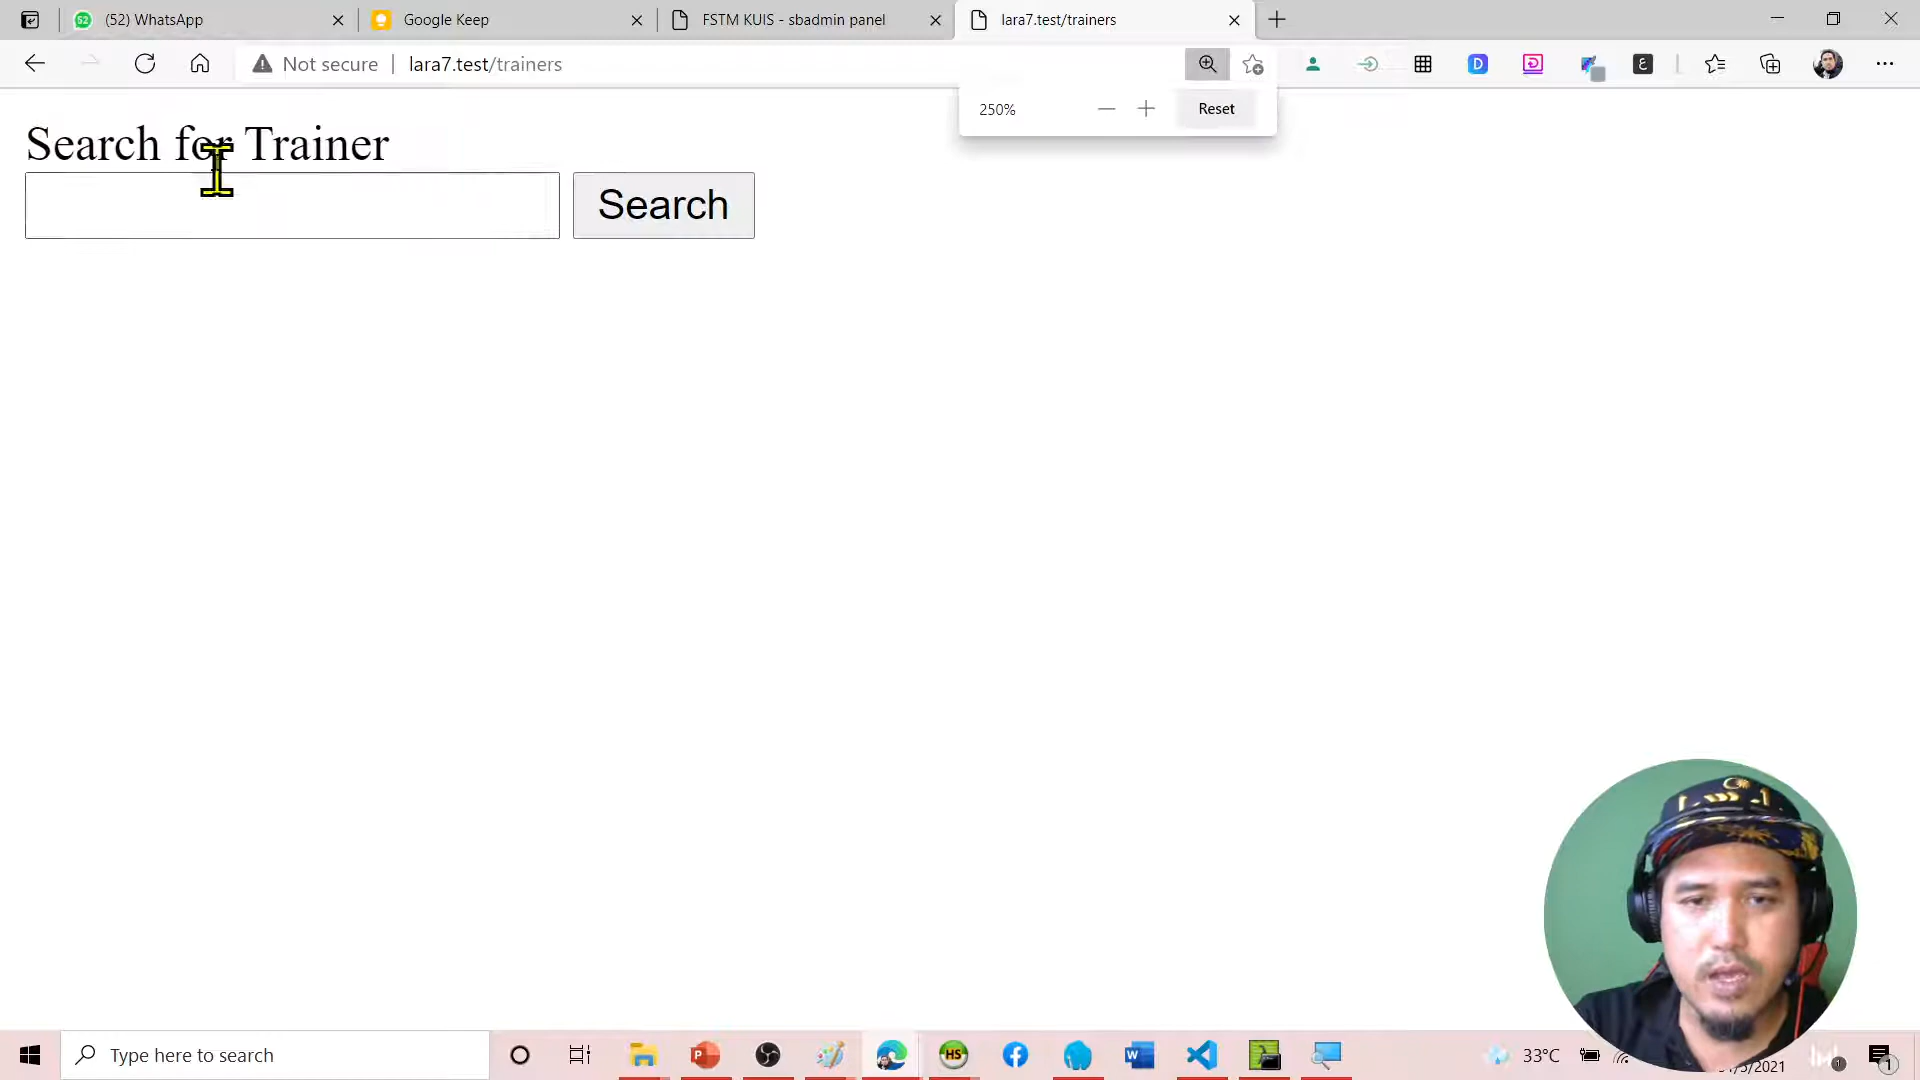 (52) WhatsApp
Google Keep
FSTM KUIS - sbadmin panel
lara7.test/trainers
Not secure
lara7.test/trainers
250%
Reset
Search for Trainer
Search
Type here to search
33°C